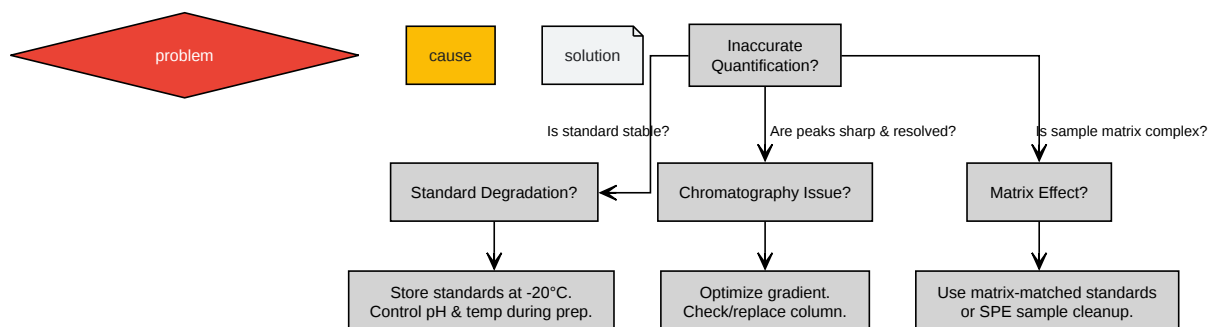 problem
cause
solution
Inaccurate
Quantification?
Is standard stable?
Are peaks sharp & resolved?
Is sample matrix complex?
Standard Degradation?
Chromatography Issue?
Matrix Effect?
Store standards at -20°C.
Control pH & temp during prep.
Optimize gradient.
Check/replace column.
Use matrix-matched standards
or SPE sample cleanup.